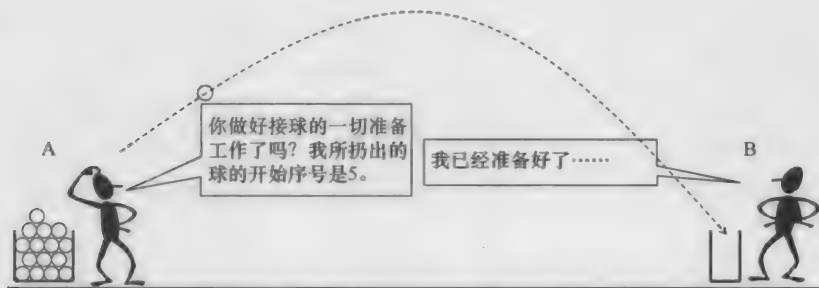 A
你做好接球的一切准备
工作了吗？我所扔出的
球的开始序号是5。
我已经准备好了……
B